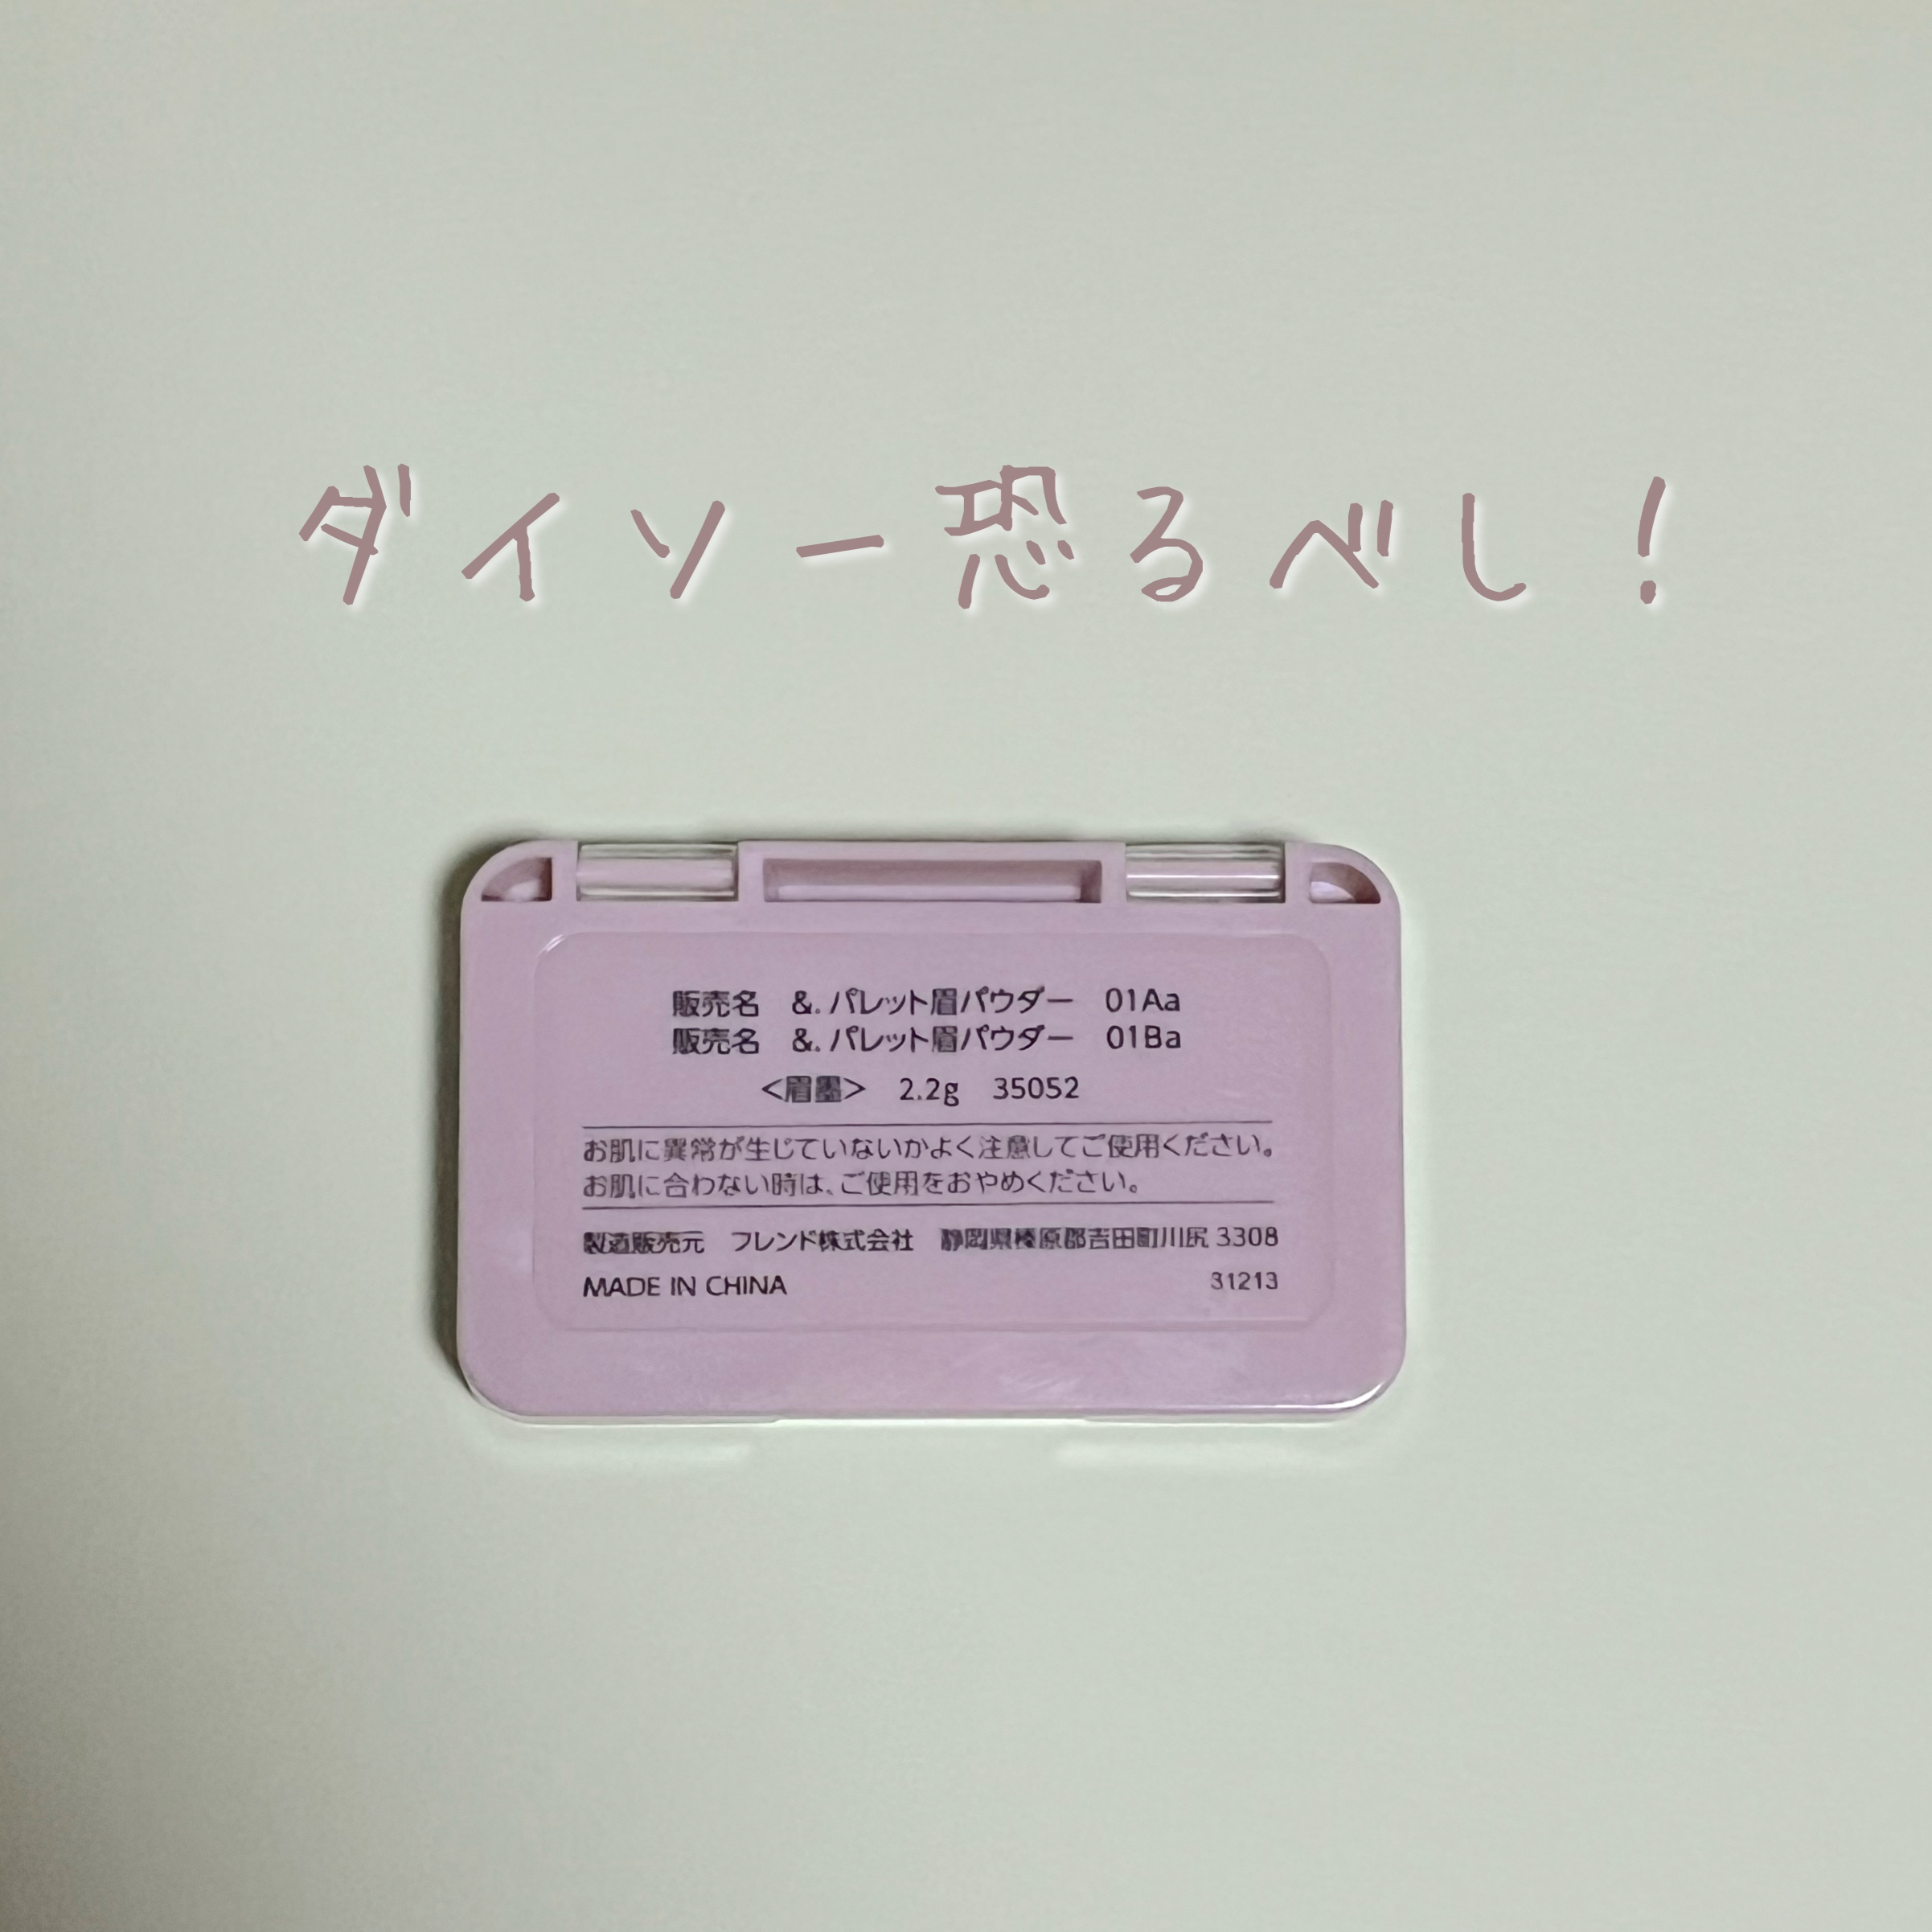 ダイソー恐るべし！
販売名　&.パレット眉パウダー　01Aa
販売名　&.パレット眉パウダー　01Ba
＜眉墨＞　2.2g　35052
お肌に異常が生じていないかよく注意してご使用ください。
お肌に合わない時は、ご使用をおやめください。
製造販売元　フレンド株式会社　静岡県榛原郡吉田町川尻 3308
MADE IN CHINA　31213